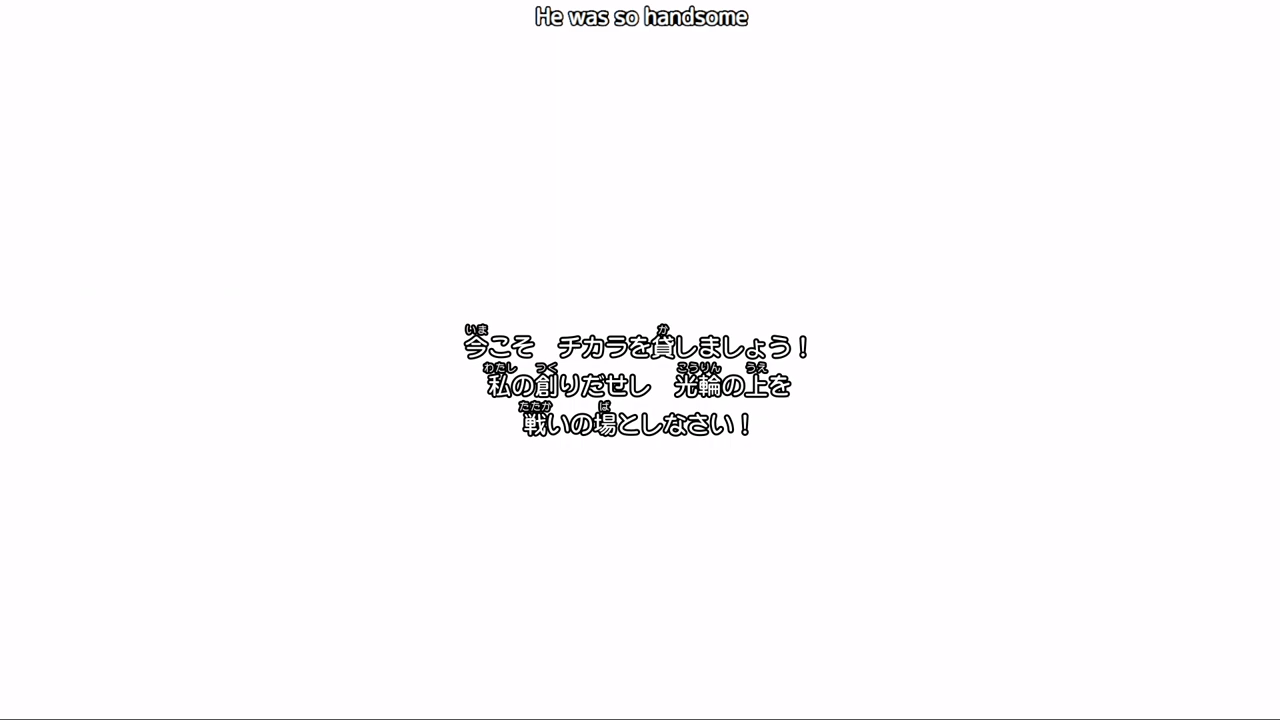 He was so handsome
今こそ　チカラを貸しましょう！
私の創りだせし　光輪の上を
戦いの場としなさい！